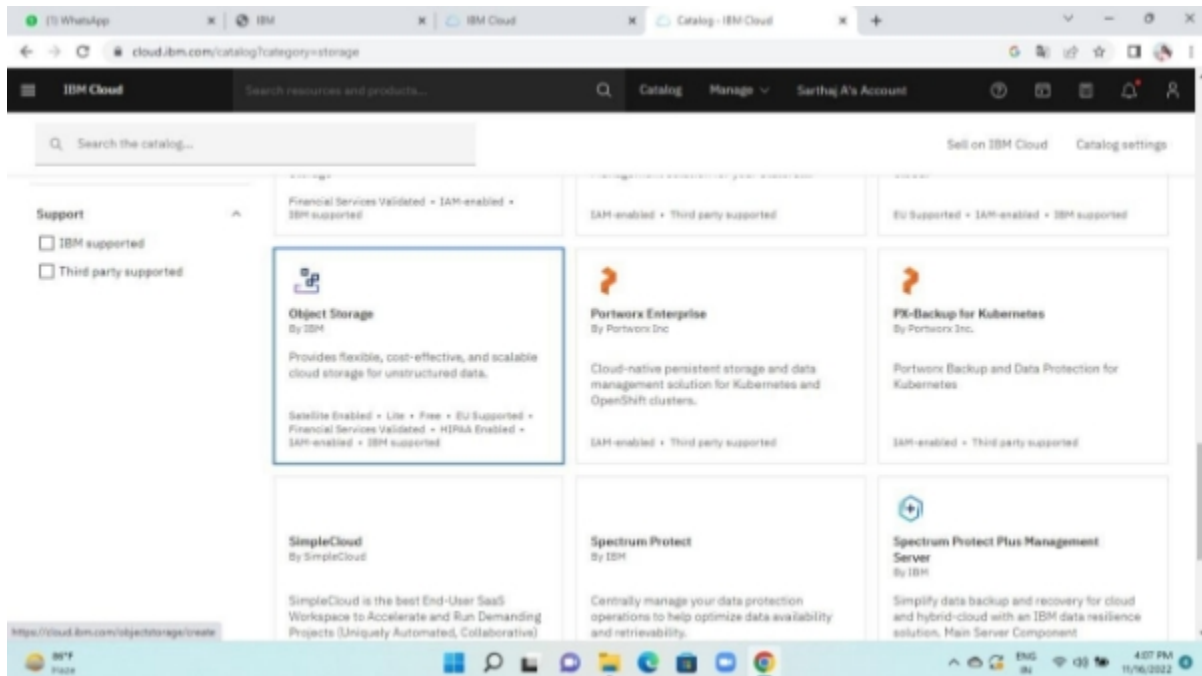 (1) WhatsApp
IBM
IBM Cloud
Catalog - IBM Cloud
cloud.ibm.com/catalog?category=storage
IBM Cloud
Search resources and products...
Catalog
Manage
Sarthaj A's Account
Search the catalog...
Sell on IBM Cloud
Catalog settings
Support
IBM supported
Third party supported
Financial Services Validated • IAM-enabled •
IBM supported
IAM-enabled • Third party supported
EU Supported • IAM-enabled • IBM supported
Object Storage
By IBM
Provides flexible, cost-effective, and scalable
cloud storage for unstructured data.
Satellite Enabled • Lite • Free • EU Supported •
Financial Services Validated • HIPAA Enabled •
IAM-enabled • IBM supported
Portworx Enterprise
By Portworx Inc
Cloud-native persistent storage and data
management solution for Kubernetes and
OpenShift clusters.
IAM-enabled • Third party supported
PX-Backup for Kubernetes
By Portworx Inc.
Portworx Backup and Data Protection for
Kubernetes
IAM-enabled • Third party supported
SimpleCloud
By SimpleCloud
SimpleCloud is the best End-User SaaS
Workspace to Accelerate and Run Demanding
Projects (Uniquely Automated, Collaborative)
Spectrum Protect
By IBM
Centrally manage your data protection
operations to help optimize data availability
and retrievability.
Spectrum Protect Plus Management
Server
By IBM
Simplify data backup and recovery for cloud
and hybrid-cloud with an IBM data resilience
solution. Main Server Component
https://cloud.ibm.com/objectstorage/create
86°F
Haze
ENG
IN
4:07 PM
11/16/2022